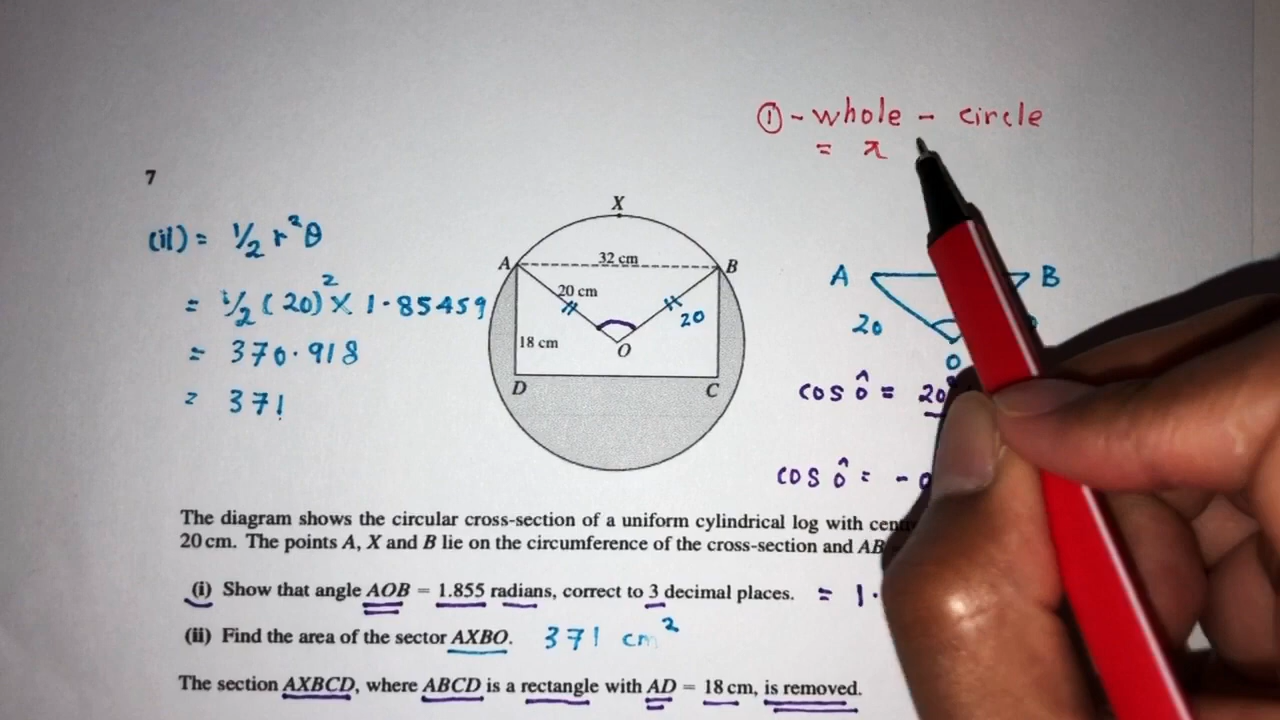 ① - whole - circle
= π
7
(ii) = 1/2 r²θ
= 1/2 (20)² × 1.85459
= 370.918
= 371
X
A
32 cm
B
20 cm
20
18 cm
O
D
C
A
B
20
O
cos ô = 20
cos ô = -0
The diagram shows the circular cross-section of a uniform cylindrical log with
20 cm. The points A, X and B lie on the circumference of the cross-section and AB
(i) Show that angle AOB = 1.855 radians, correct to 3 decimal places. = 1.
(ii) Find the area of the sector AXBO. 371 cm²
The section AXBCD, where ABCD is a rectangle with AD = 18 cm, is removed.